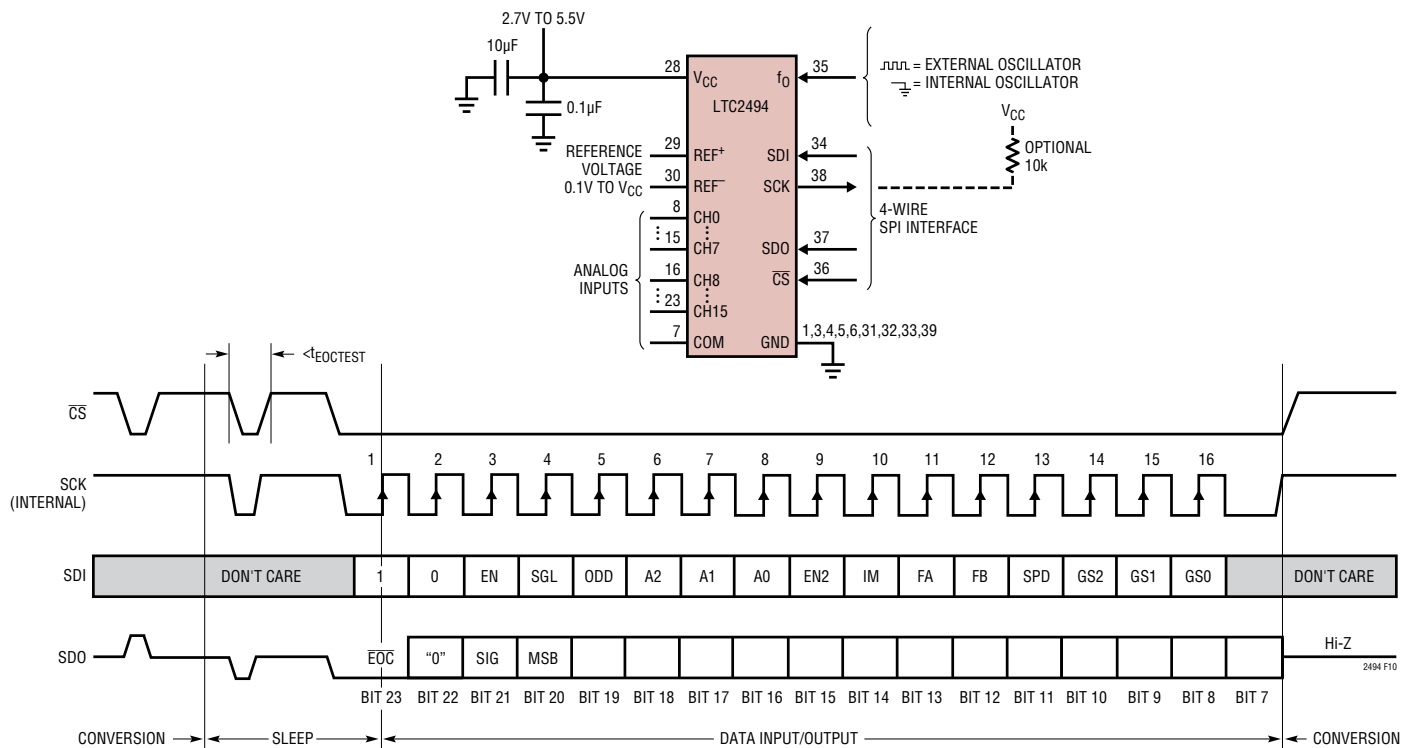 2.7V TO 5.5V
10µF
0.1µF
28
VCC
fO
35
LTC2494
= EXTERNAL OSCILLATOR
= INTERNAL OSCILLATOR
VCC
OPTIONAL
10k
REFERENCE
VOLTAGE
0.1V TO VCC
29
REF+
30
REF–
SDI
34
SCK
38
4-WIRE
SPI INTERFACE
SDO
37
CS
36
ANALOG
INPUTS
8
CH0
15
CH7
16
CH8
23
CH15
7
COM
GND
1,3,4,5,6,31,32,33,39
<tEOCTEST
CS
SCK
(INTERNAL)
1 2 3 4 5 6 7 8 9 10 11 12 13 14 15 16
SDI
DON'T CARE 1 0 EN SGL ODD A2 A1 A0 EN2 IM FA FB SPD GS2 GS1 GS0 DON'T CARE
SDO
EOC "0" SIG MSB
Hi-Z
2494 F10
BIT 23 BIT 22 BIT 21 BIT 20 BIT 19 BIT 18 BIT 17 BIT 16 BIT 15 BIT 14 BIT 13 BIT 12 BIT 11 BIT 10 BIT 9 BIT 8 BIT 7
CONVERSION SLEEP DATA INPUT/OUTPUT CONVERSION